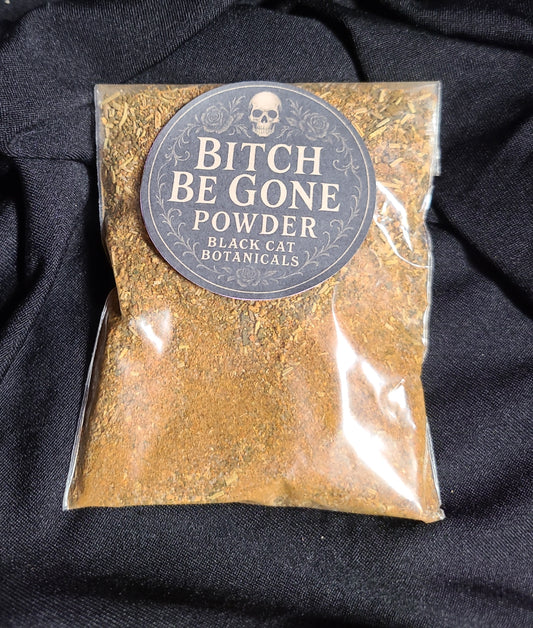 BITCH
BE GONE
POWDER
BLACK CAT
BOTANICALS